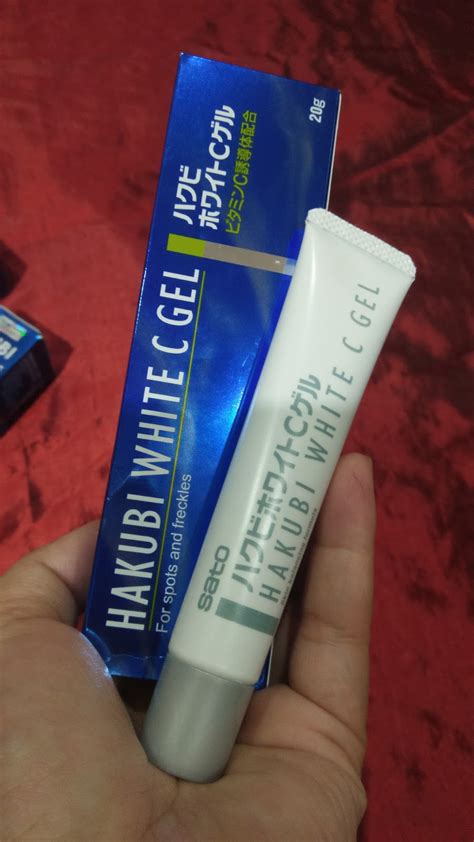 20g
ハクビ
ホワイトCゲル
ビタミンC誘導体配合
HAKUBI WHITE C GEL
For spots and freckles
sato
ハクビホワイトCゲル
HAKUBI WHITE C GEL